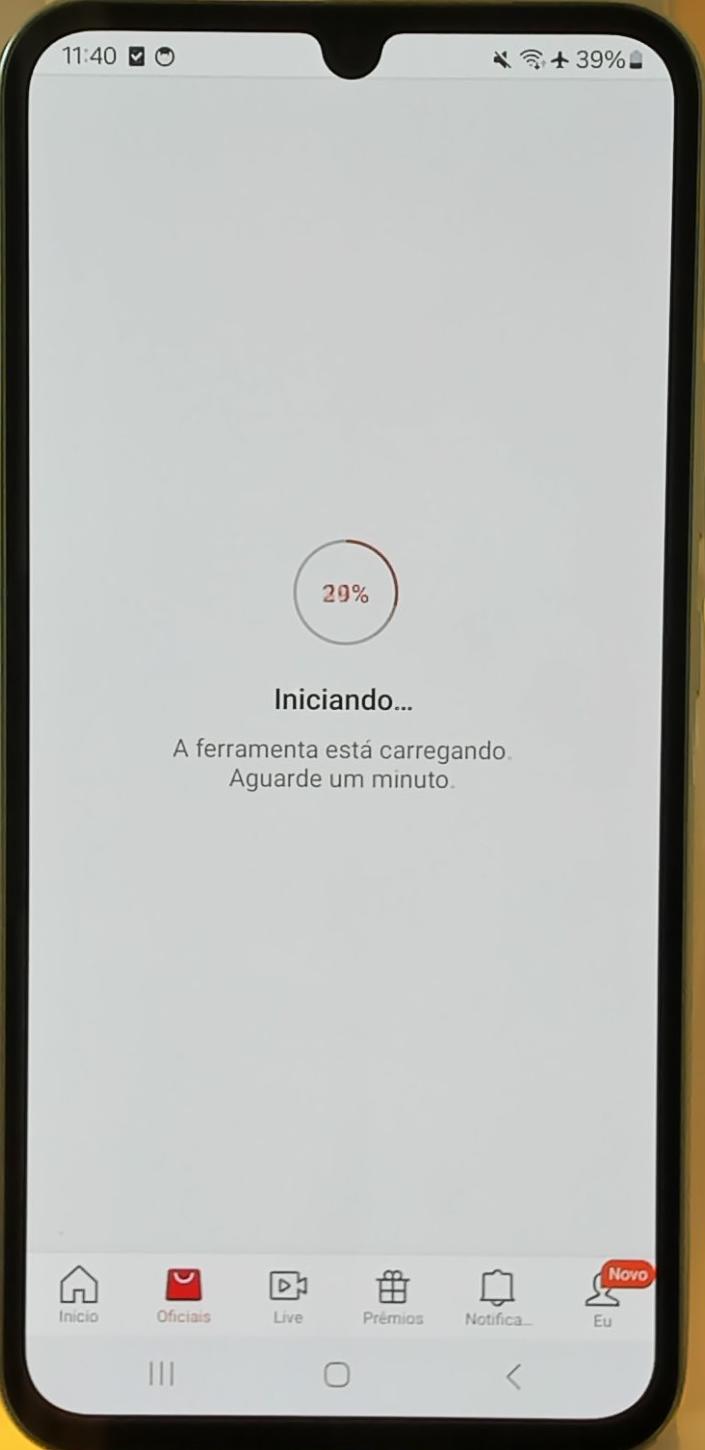 11:40
39%
29%
Iniciando...
A ferramenta está carregando.
Aguarde um minuto.
Novo
Início
Oficiais
Live
Prêmios
Notifica...
Eu